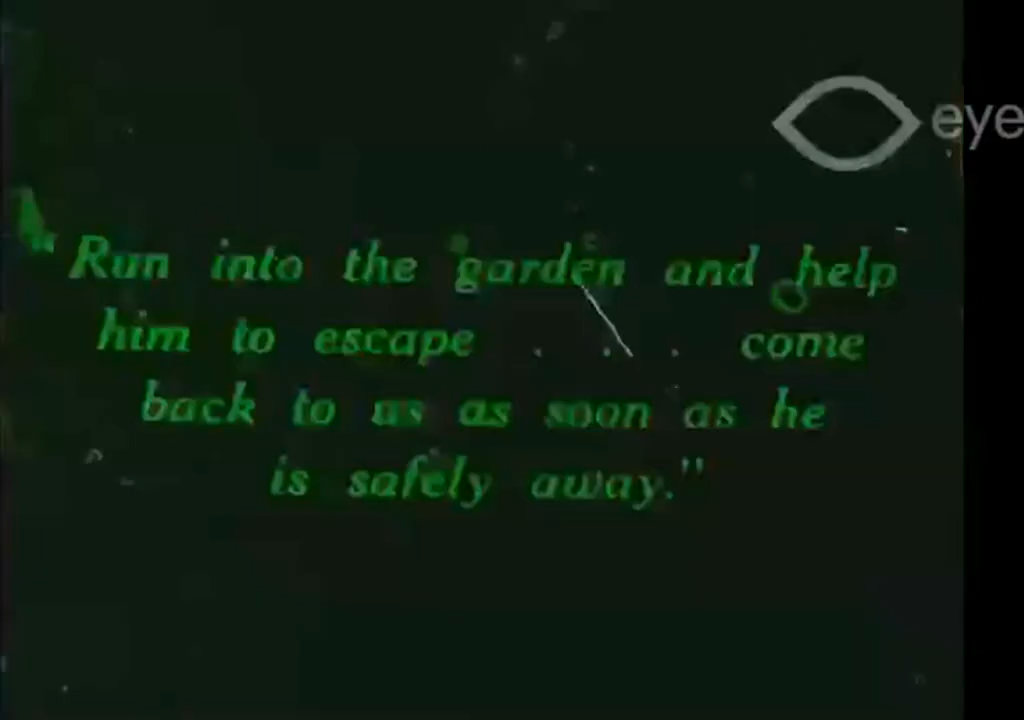 eye
"Run into the garden and help
him to escape . . . come
back to us as soon as he
is safely away."